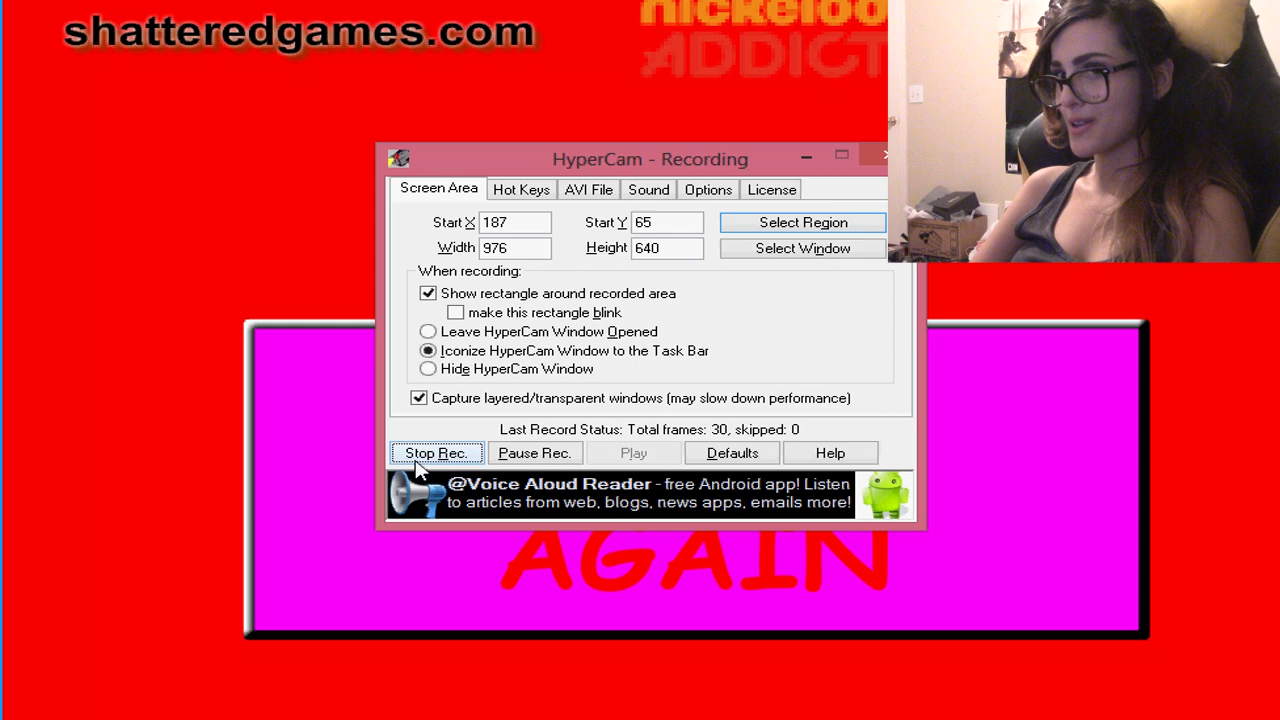 shatteredgames.com
nickelo
ADDICT
HyperCam - Recording
Screen Area Hot Keys AVI File Sound Options License
Start X 187 Start Y 65 Select Region
Width 976 Height 640 Select Window
When recording:
Show rectangle around recorded area
make this rectangle blink
Leave HyperCam Window Opened
Iconize HyperCam Window to the Task Bar
Hide HyperCam Window
Capture layered/transparent windows (may slow down performance)
Last Record Status: Total frames: 30, skipped: 0
Stop Rec. Pause Rec. Play Defaults Help
@Voice Aloud Reader - free Android app! Listen
to articles from web, blogs, news apps, emails more!
AGAIN